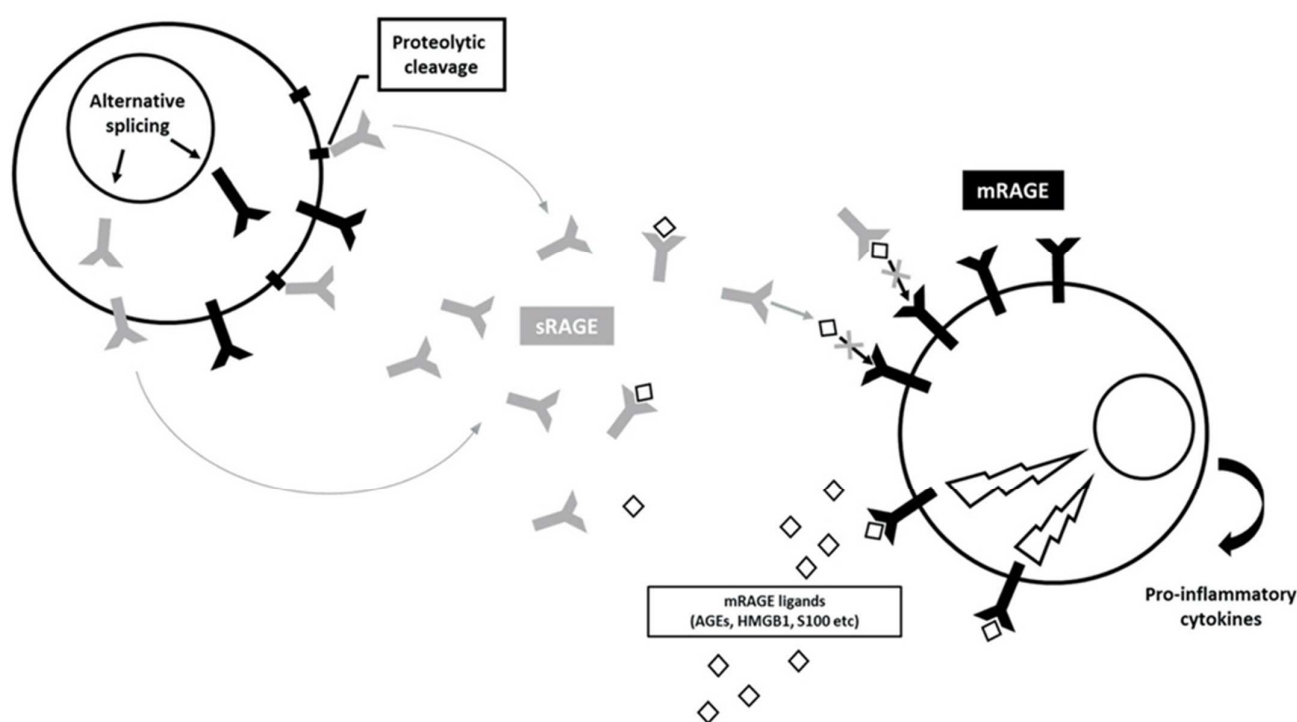 Proteolytic
cleavage
Alternative
splicing
mRAGE
sRAGE
mRAGE ligands
(AGEs, HMGB1, S100 etc)
Pro-inflammatory
cytokines